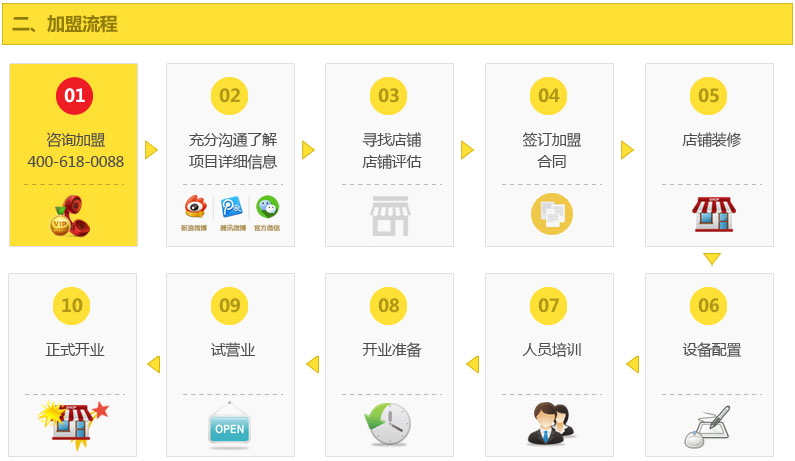 二、加盟流程
01
咨询加盟
400-618-0088
VIP
02
充分沟通了解
项目详细信息
新浪微博
腾讯微博
官方微信
03
寻找店铺
店铺评估
04
签订加盟
合同
05
店铺装修
06
设备配置
07
人员培训
08
开业准备
09
试营业
OPEN
10
正式开业